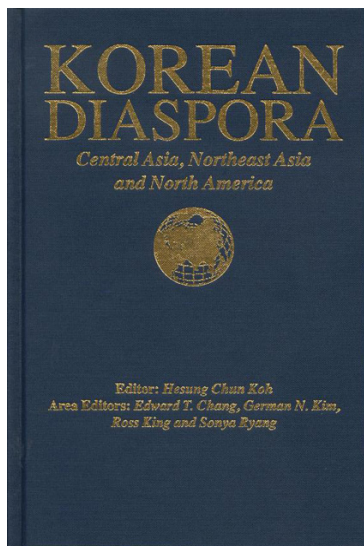 KOREAN
DIASPORA
Central Asia, Northeast Asia
and North America
Editor: Hesung Chun Koh
Area Editors: Edward T. Chang, German N. Kim,
Ross King and Sonya Ryang